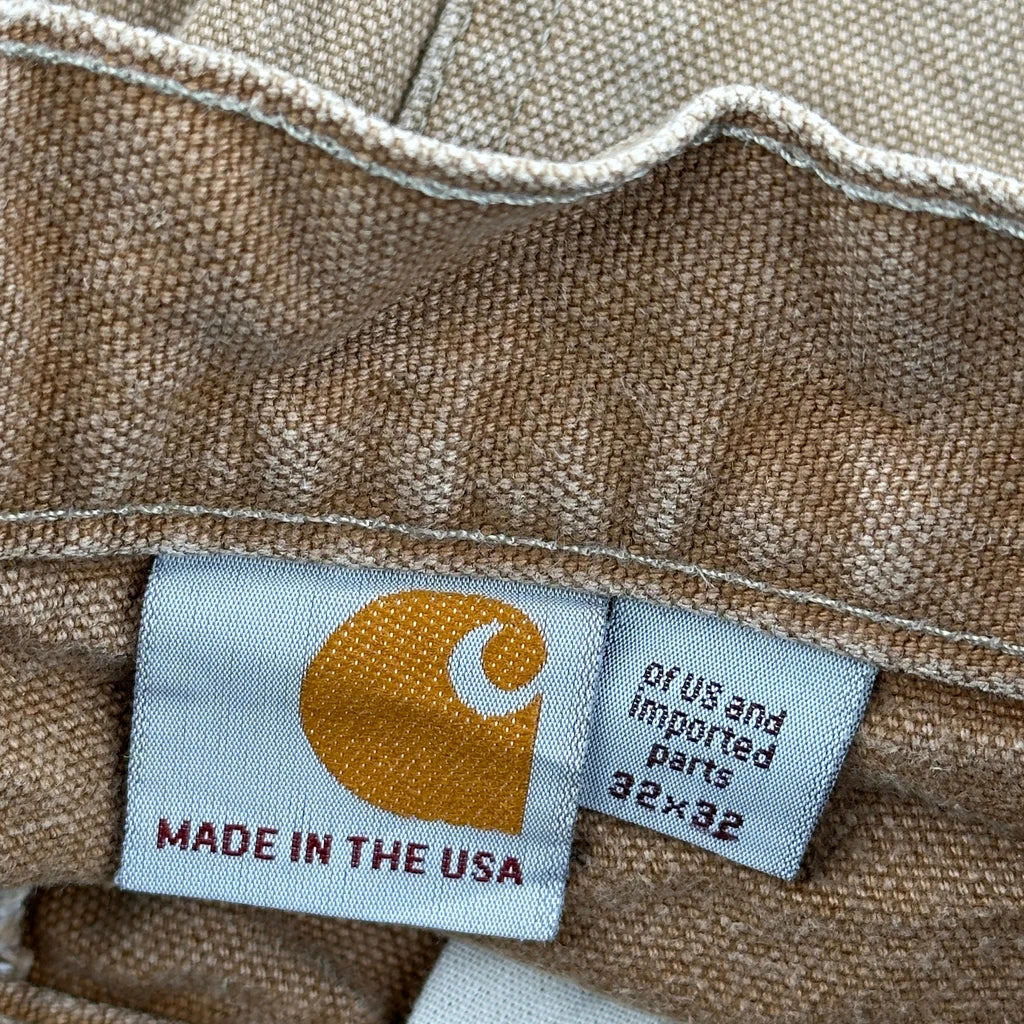 MADE IN THE USA
of US and
imported
parts
32x32